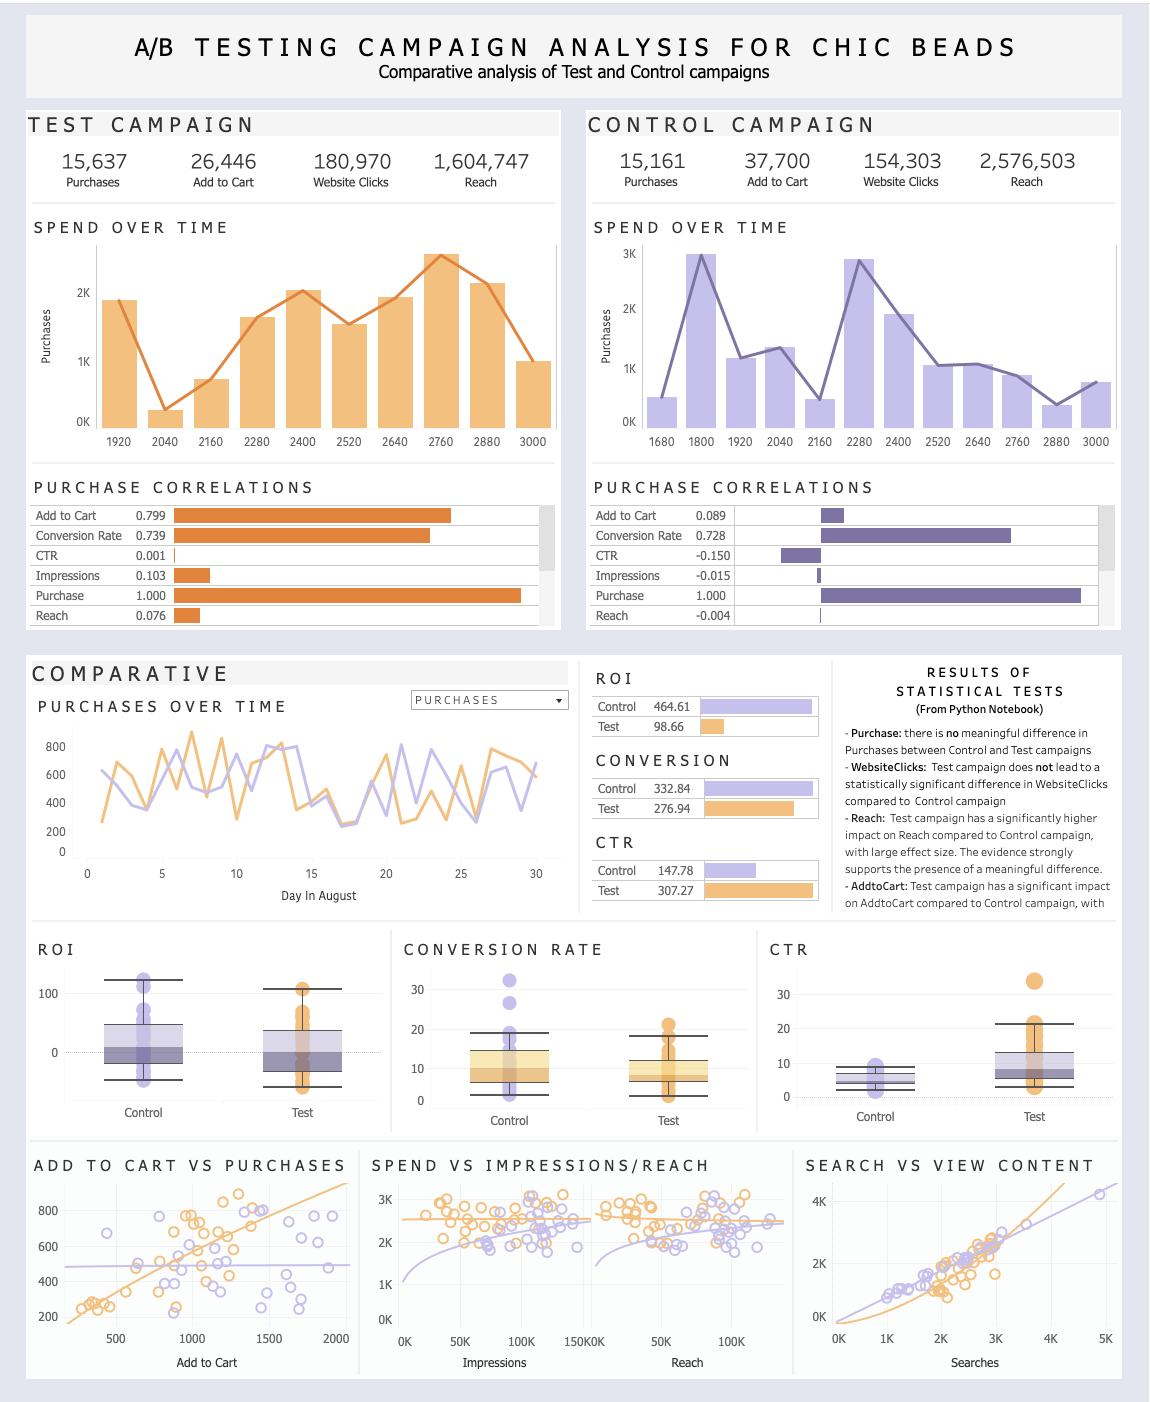 A/B TESTING CAMPAIGN ANALYSIS FOR CHIC BEADS
Comparative analysis of Test and Control campaigns
TEST CAMPAIGN
15,637 26,446 180,970 1,604,747
Purchases Add to Cart Website Clicks Reach
SPEND OVER TIME
2K
1K
0K
Purchases
1920 2040 2160 2280 2400 2520 2640 2760 2880 3000
PURCHASE CORRELATIONS
Add to Cart 0.799
Conversion Rate 0.739
CTR 0.001
Impressions 0.103
Purchase 1.000
Reach 0.076
CONTROL CAMPAIGN
15,161 37,700 154,303 2,576,503
Purchases Add to Cart Website Clicks Reach
SPEND OVER TIME
3K
2K
1K
0K
Purchases
1680 1800 1920 2040 2160 2280 2400 2520 2640 2760 2880 3000
PURCHASE CORRELATIONS
Add to Cart 0.089
Conversion Rate 0.728
CTR -0.150
Impressions -0.015
Purchase 1.000
Reach -0.004
COMPARATIVE
PURCHASES OVER TIME
PURCHASES
800
600
400
200
0
0 5 10 15 20 25 30
Day In August
ROI
Control 464.61
Test 98.66
CONVERSION
Control 332.84
Test 276.94
CTR
Control 147.78
Test 307.27
RESULTS OF
STATISTICAL TESTS
(From Python Notebook)
- Purchase: there is no meaningful difference in
Purchases between Control and Test campaigns
- WebsiteClicks: Test campaign does not lead to a
statistically significant difference in WebsiteClicks
compared to Control campaign
- Reach: Test campaign has a significantly higher
impact on Reach compared to Control campaign,
with large effect size. The evidence strongly
supports the presence of a meaningful difference.
- AddtoCart: Test campaign has a significant impact
on AddtoCart compared to Control campaign, with
ROI
100
0
Control Test
CONVERSION RATE
30
20
10
0
Control Test
CTR
30
20
10
0
Control Test
ADD TO CART VS PURCHASES
800
600
400
200
500 1000 1500 2000
Add to Cart
SPEND VS IMPRESSIONS/REACH
3K
2K
1K
0K
0K 50K 100K 150K 0K 50K 100K
Impressions Reach
SEARCH VS VIEW CONTENT
4K
2K
0K
0K 1K 2K 3K 4K 5K
Searches